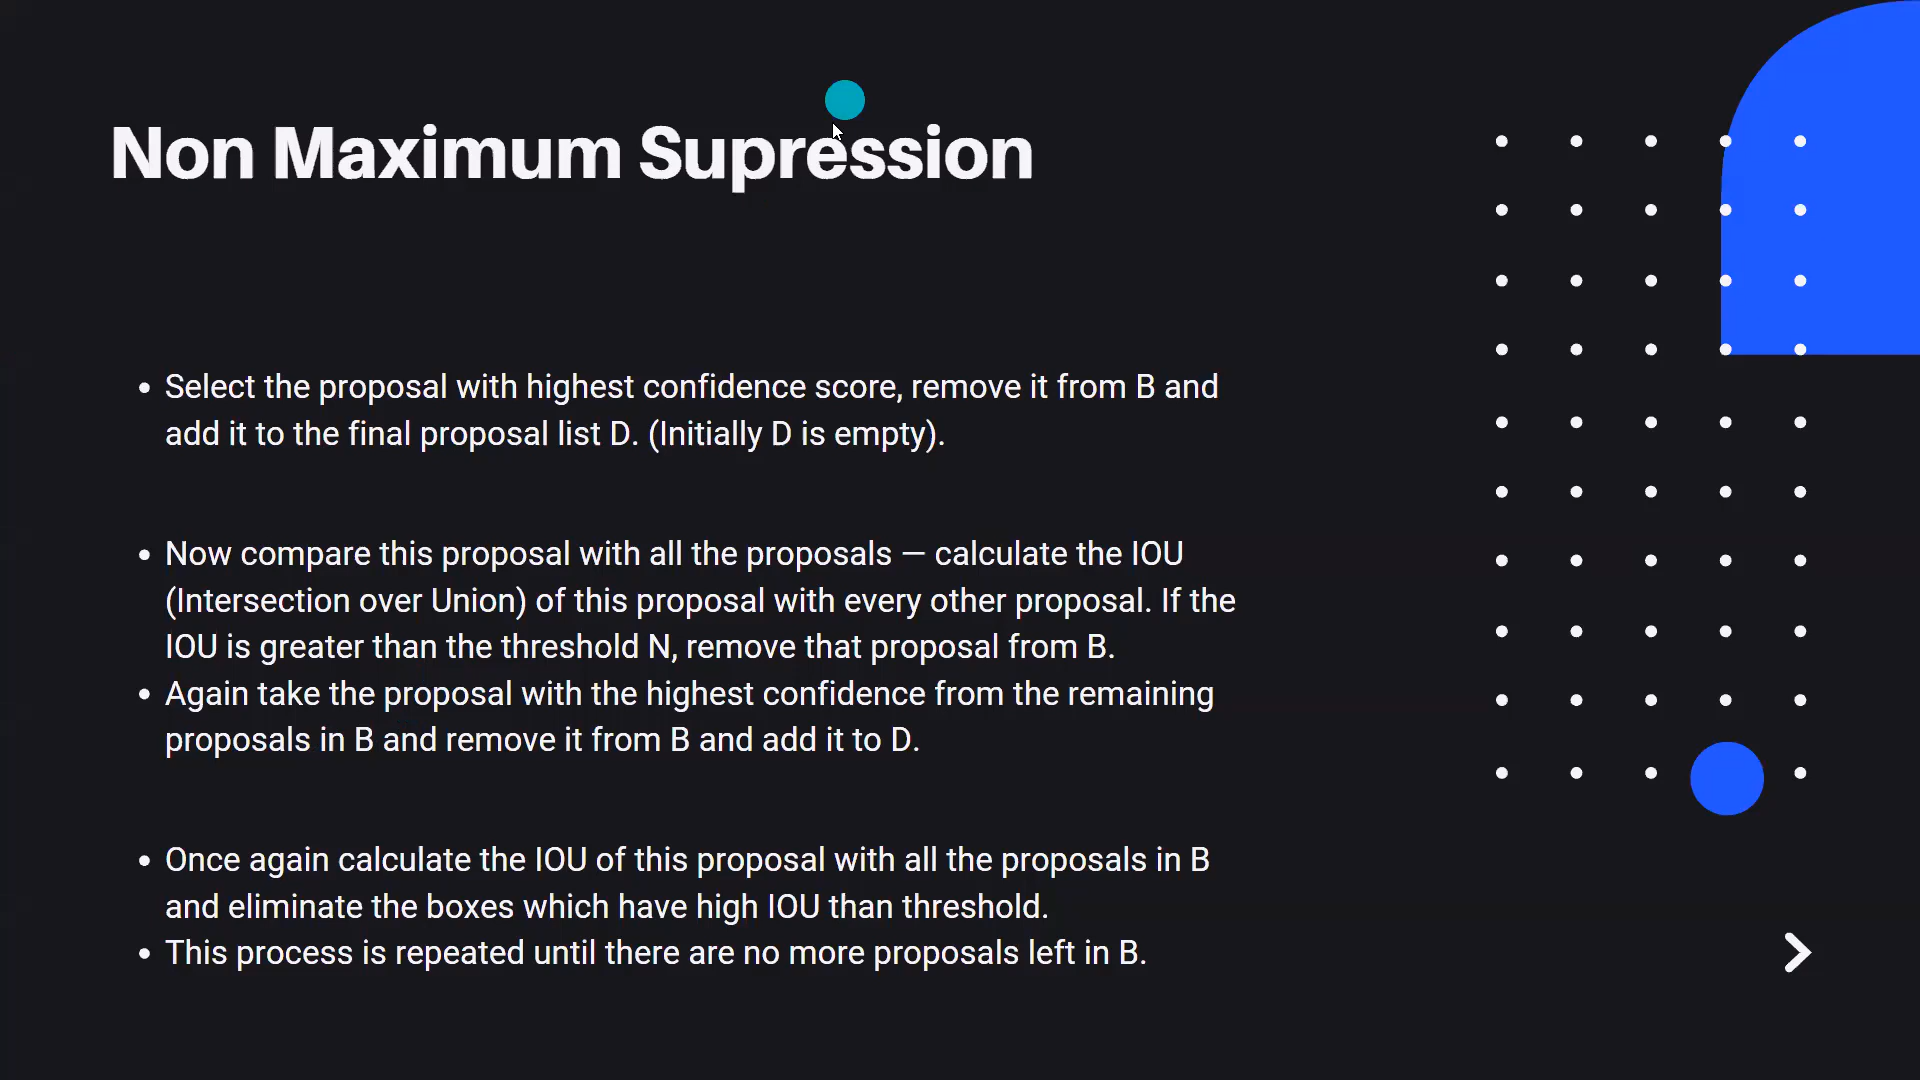 Non Maximum Supression
• Select the proposal with highest confidence score, remove it from B and
add it to the final proposal list D. (Initially D is empty).
• Now compare this proposal with all the proposals — calculate the IOU
(Intersection over Union) of this proposal with every other proposal. If the
IOU is greater than the threshold N, remove that proposal from B.
• Again take the proposal with the highest confidence from the remaining
proposals in B and remove it from B and add it to D.
• Once again calculate the IOU of this proposal with all the proposals in B
and eliminate the boxes which have high IOU than threshold.
• This process is repeated until there are no more proposals left in B.